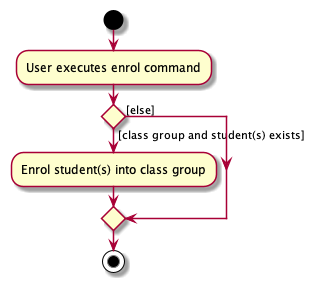 User executes enrol command
[else]
[class group and student(s) exists]
Enrol student(s) into class group